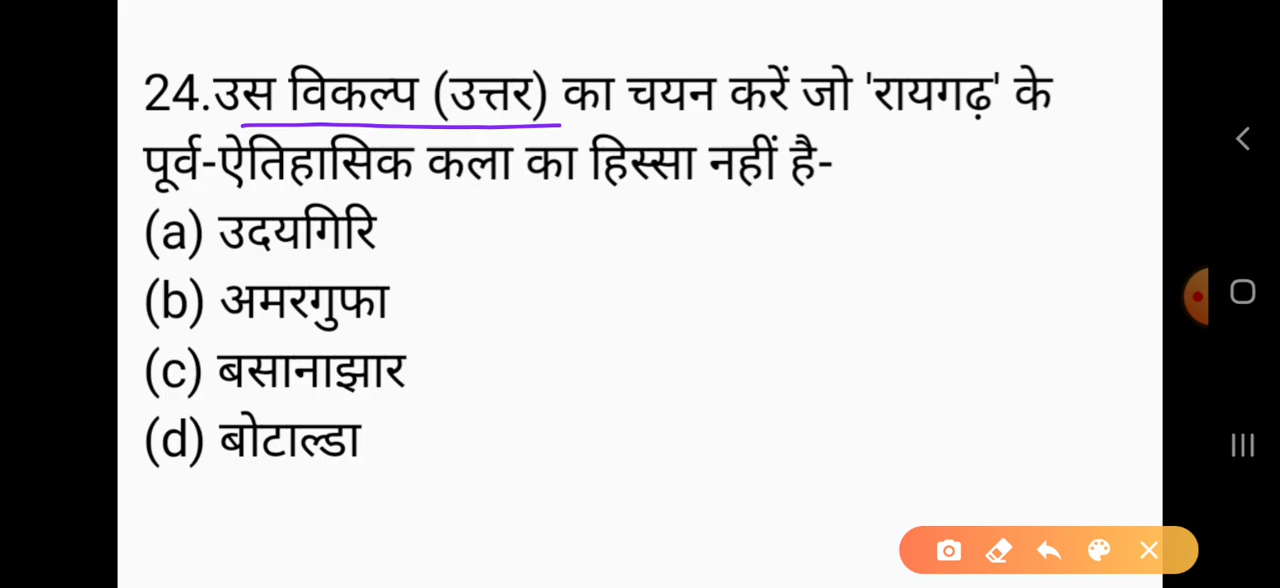 24.उस विकल्प (उत्तर) का चयन करें जो 'रायगढ़' के
पूर्व-ऐतिहासिक कला का हिस्सा नहीं है-
(a) उदयगिरि
(b) अमरगुफा
(c) बसानाझार
(d) बोटाल्डा